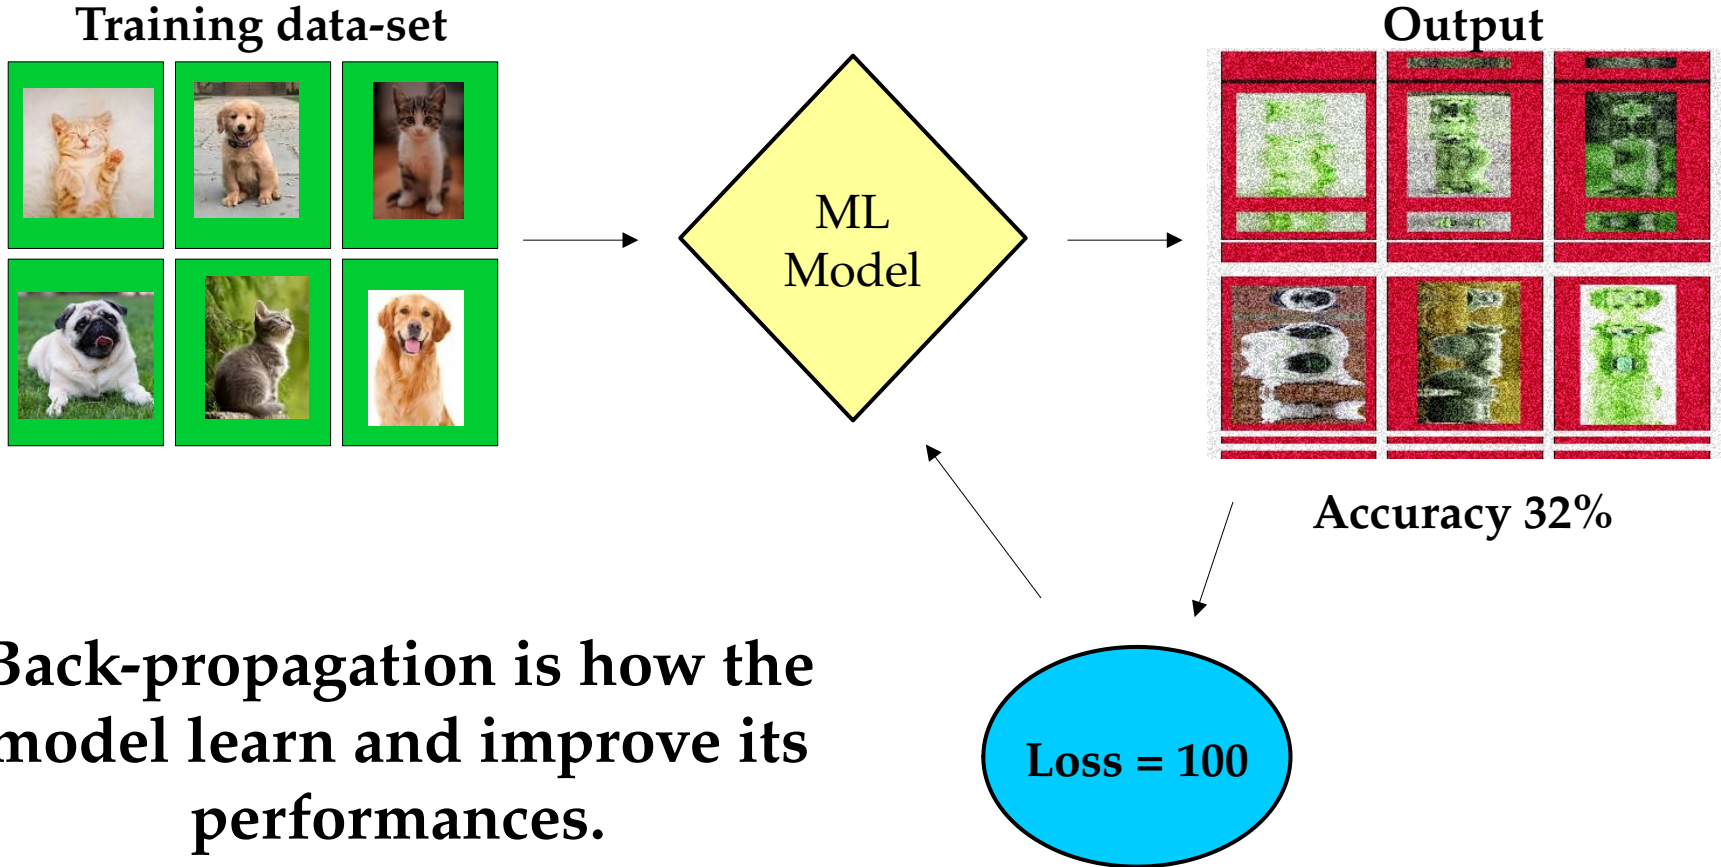 Training data-set
Output
ML
Model
Accuracy 32%
Back-propagation is how the
model learn and improve its
performances.
Loss = 100